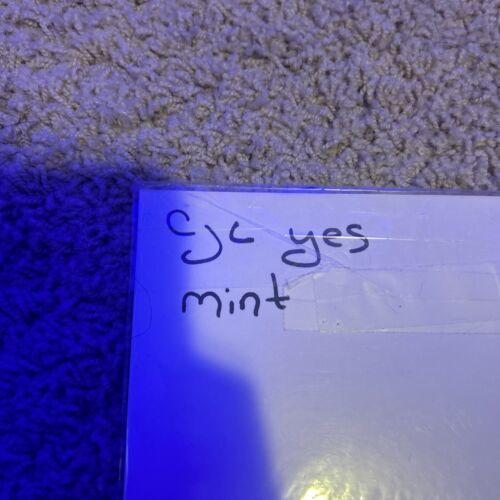 CJC yes
mint